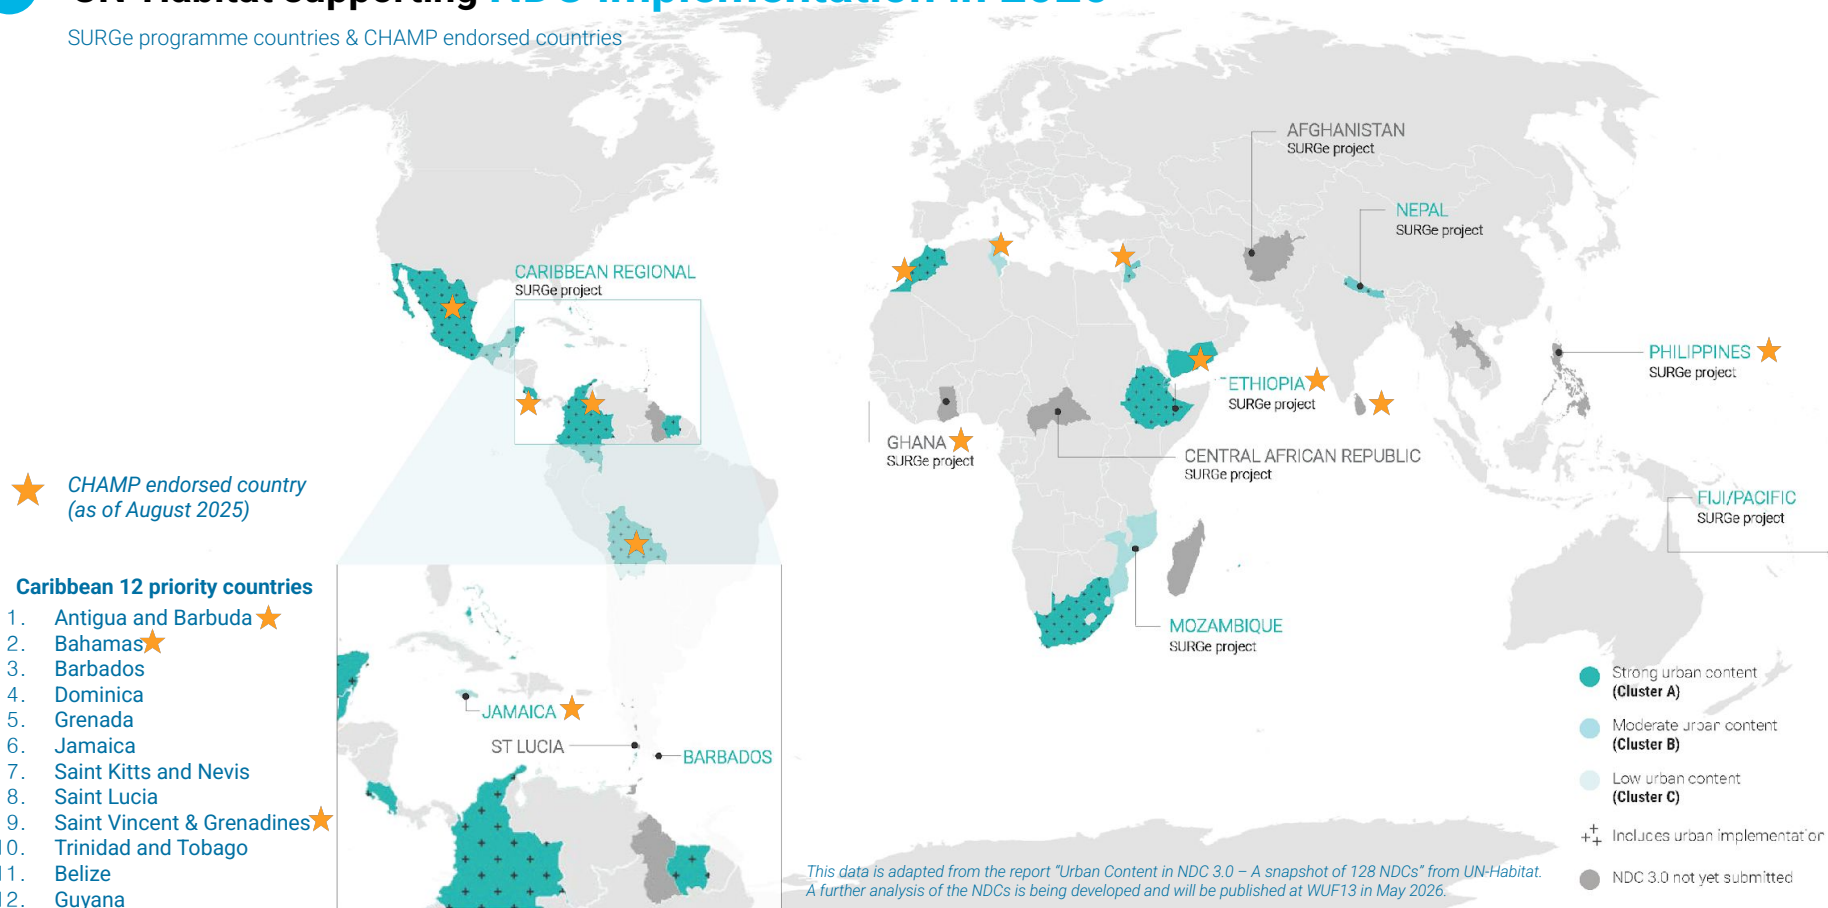 UN-Habitat supporting NDC implementation in 2026
SURGe programme countries & CHAMP endorsed countries
AFGHANISTAN
SURGe project
NEPAL
SURGe project
CARIBBEAN REGIONAL
SURGe project
PHILIPPINES
SURGe project
ETHIOPIA
SURGe project
GHANA
SURGe project
CENTRAL AFRICAN REPUBLIC
SURGe project
FIJI/PACIFIC
SURGe project
CHAMP endorsed country
(as of August 2025)
MOZAMBIQUE
SURGe project
Caribbean 12 priority countries
1. Antigua and Barbuda
2. Bahamas
3. Barbados
4. Dominica
5. Grenada
6. Jamaica
7. Saint Kitts and Nevis
8. Saint Lucia
9. Saint Vincent & Grenadines
10. Trinidad and Tobago
11. Belize
12. Guyana
JAMAICA
ST LUCIA
BARBADOS
Strong urban content
(Cluster A)
Moderate urban content
(Cluster B)
Low urban content
(Cluster C)
Includes urban implementation
NDC 3.0 not yet submitted
This data is adapted from the report "Urban Content in NDC 3.0 – A snapshot of 128 NDCs" from UN-Habitat.
A further analysis of the NDCs is being developed and will be published at WUF13 in May 2026.